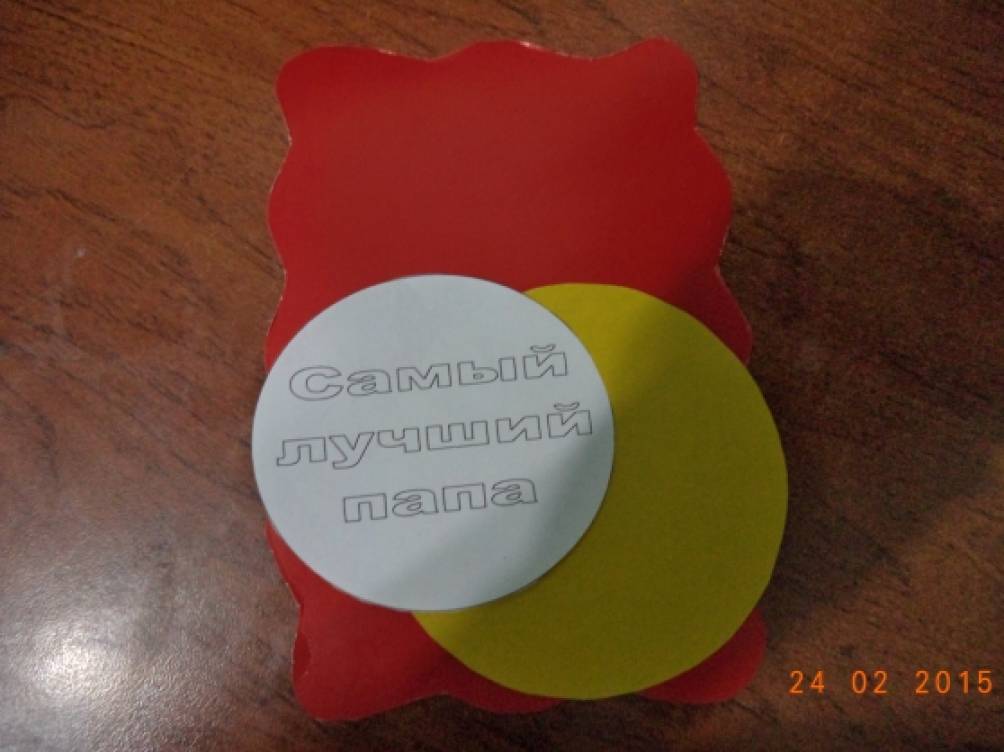 Самый
лучший
папа
24 02 2015